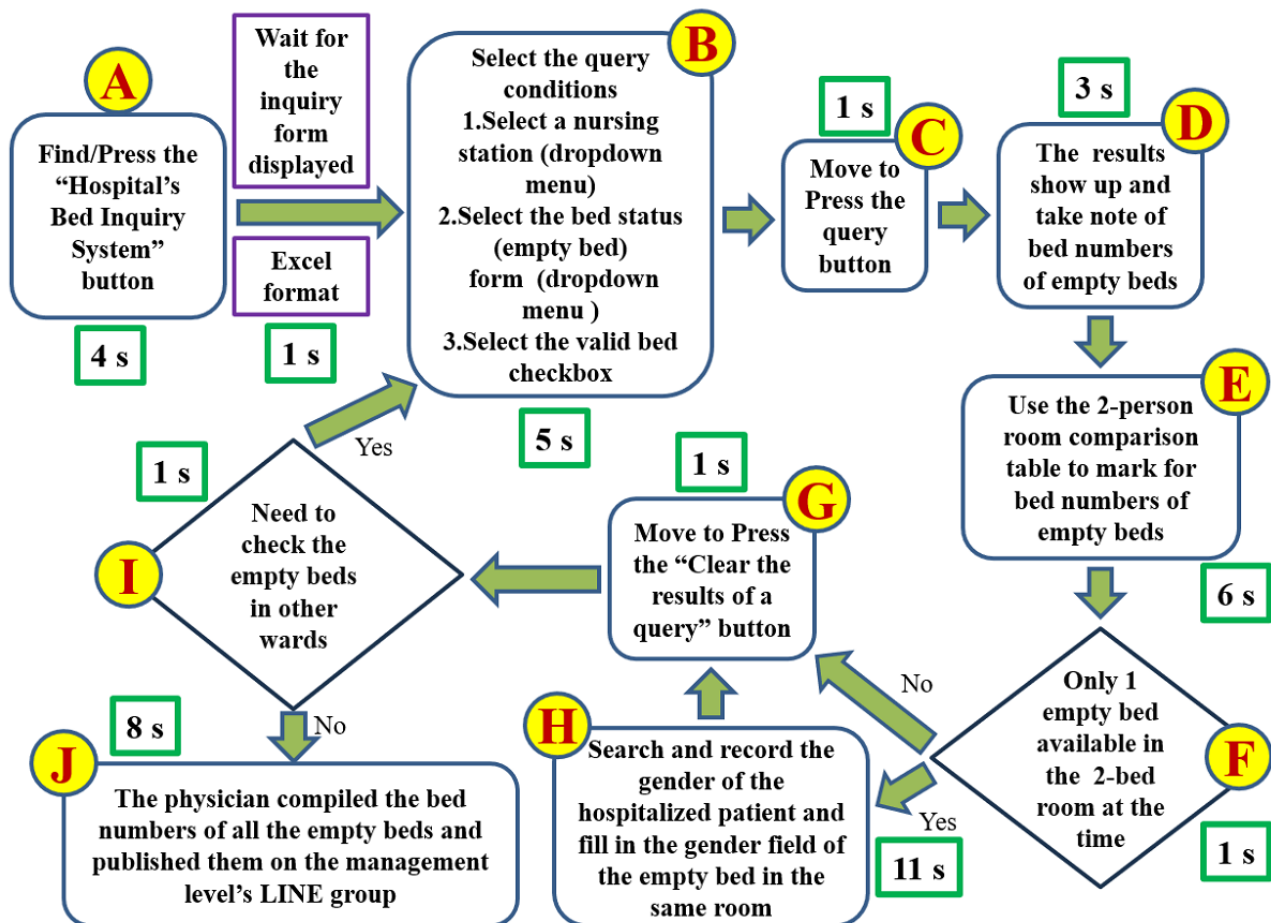 A
Find/Press the
“Hospital’s
Bed Inquiry
System”
button
4 s
Wait for
the
inquiry
form
displayed
Excel
format
1 s
B
Select the query
conditions
1.Select a nursing
station (dropdown
menu)
2.Select the bed status
(empty bed)
form (dropdown
menu )
3.Select the valid bed
checkbox
5 s
1 s
C
Move to
Press the
query
button
3 s
D
The results
show up and
take note of
bed numbers
of empty beds
E
Use the 2-person
room comparison
table to mark for
bed numbers of
empty beds
6 s
F
Only 1
empty bed
available in
the 2-bed
room at the
time
1 s
No
Yes
H
Search and record the
gender of the
hospitalized patient and
fill in the gender field of
the empty bed in the
same room
11 s
1 s
G
Move to Press
the “Clear the
results of a
query” button
1 s
I
Need to
check the
empty beds
in other
wards
Yes
No
8 s
J
The physician compiled the bed
numbers of all the empty beds and
published them on the management
level’s LINE group